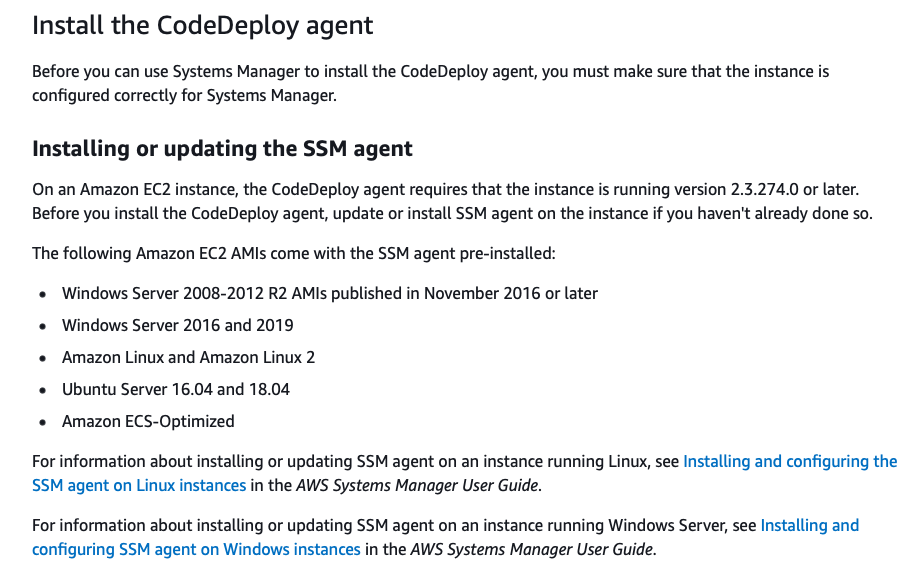 Install the CodeDeploy agent
Before you can use Systems Manager to install the CodeDeploy agent, you must make sure that the instance is
configured correctly for Systems Manager.
Installing or updating the SSM agent
On an Amazon EC2 instance, the CodeDeploy agent requires that the instance is running version 2.3.274.0 or later.
Before you install the CodeDeploy agent, update or install SSM agent on the instance if you haven't already done so.
The following Amazon EC2 AMIs come with the SSM agent pre-installed:
• Windows Server 2008-2012 R2 AMIs published in November 2016 or later
• Windows Server 2016 and 2019
• Amazon Linux and Amazon Linux 2
• Ubuntu Server 16.04 and 18.04
• Amazon ECS-Optimized
For information about installing or updating SSM agent on an instance running Linux, see Installing and configuring the
SSM agent on Linux instances in the AWS Systems Manager User Guide.
For information about installing or updating SSM agent on an instance running Windows Server, see Installing and
configuring SSM agent on Windows instances in the AWS Systems Manager User Guide.